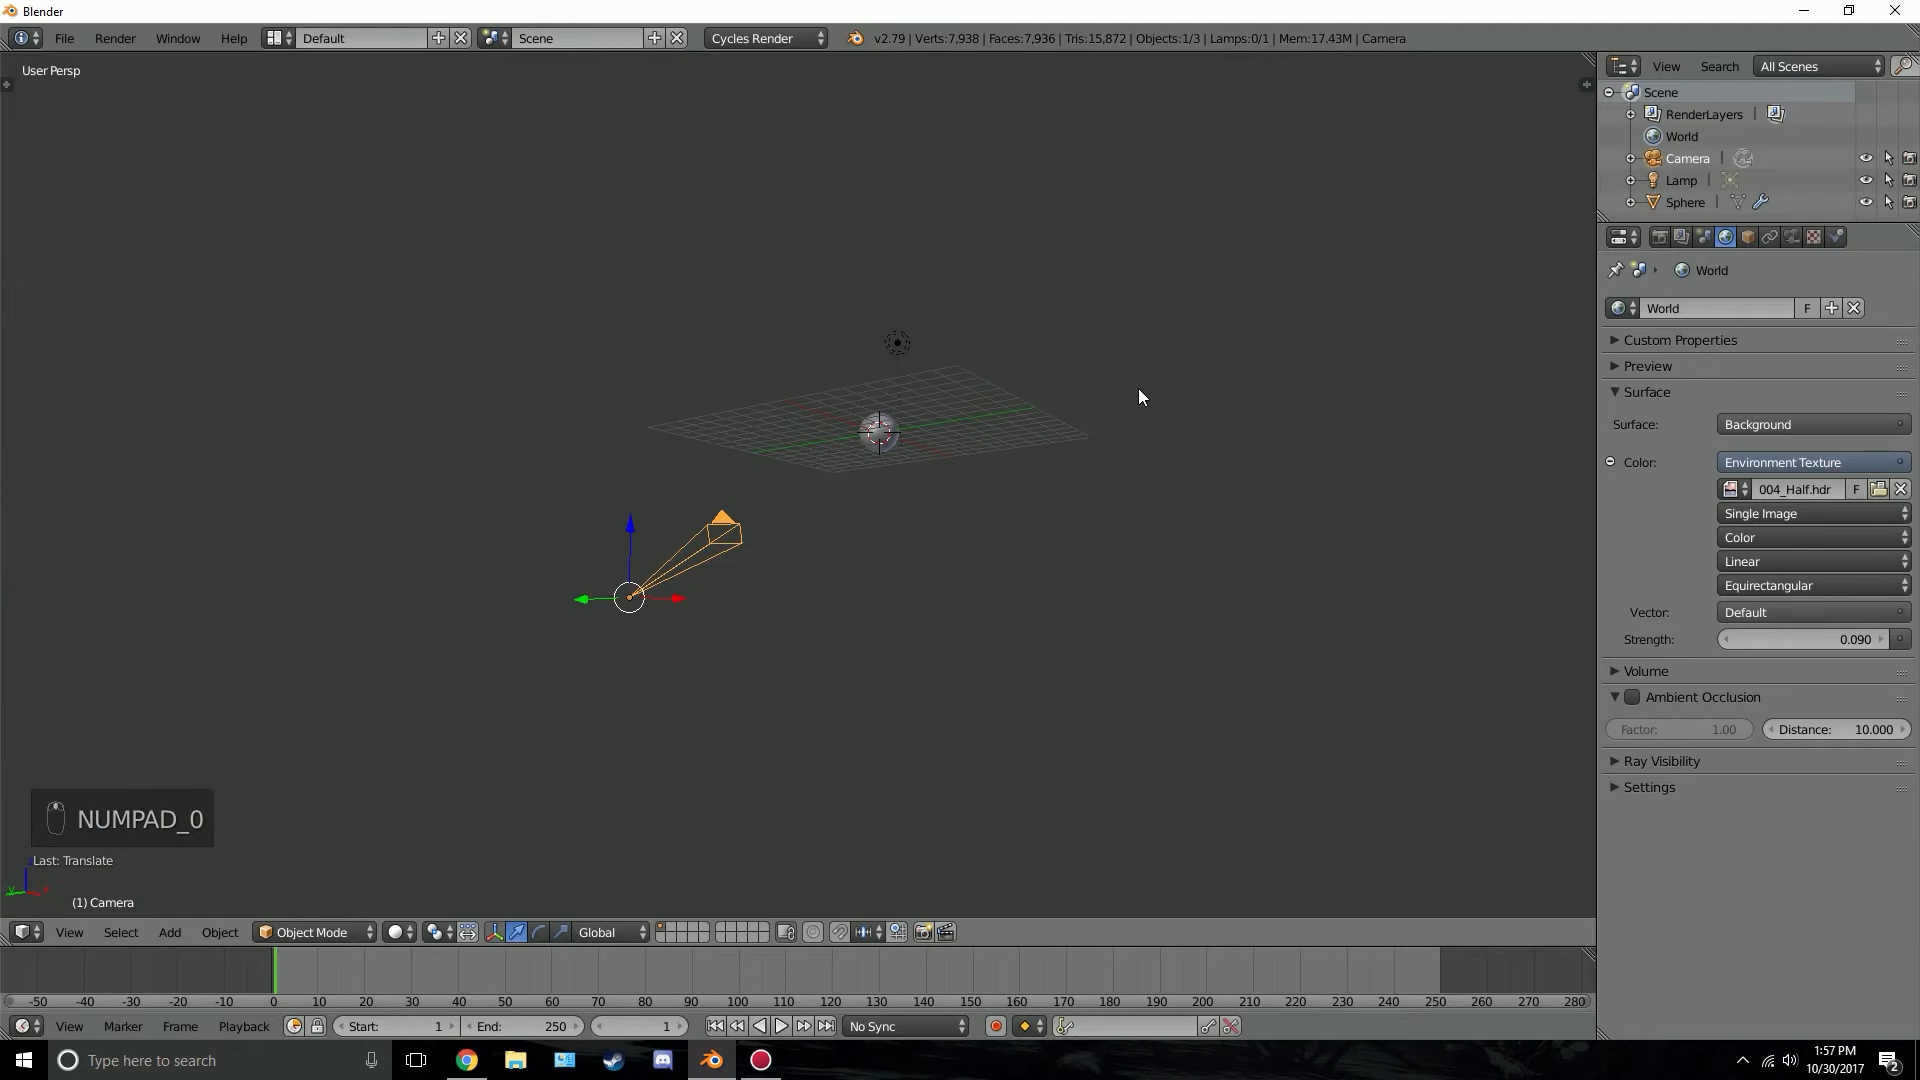 Blender
File Render Window Help Default Scene Cycles Render v2.79 | Verts:7,938 | Faces:7,936 | Tris:15,872 | Objects:1/3 | Lamps:0/1 | Mem:17.43M | Camera
User Persp
View Search All Scenes
Scene
RenderLayers
World
Camera
Lamp
Sphere
World
World F
Custom Properties
Preview
Surface
Surface: Background
Color: Environment Texture
004_Half.hdr F
Single Image
Color
Linear
Equirectangular
Vector: Default
Strength: 0.090
Volume
Ambient Occlusion
Factor: 1.00 Distance: 10.000
Ray Visibility
Settings
NUMPAD_0
Last: Translate
(1) Camera
View Select Add Object Object Mode Global
-50 -40 -30 -20 -10 0 10 20 30 40 50 60 70 80 90 100 110 120 130 140 150 160 170 180 190 200 210 220 230 240 250 260 270 280
View Marker Frame Playback Start: 1 End: 250 1 No Sync
Type here to search
1:57 PM
10/30/2017
2